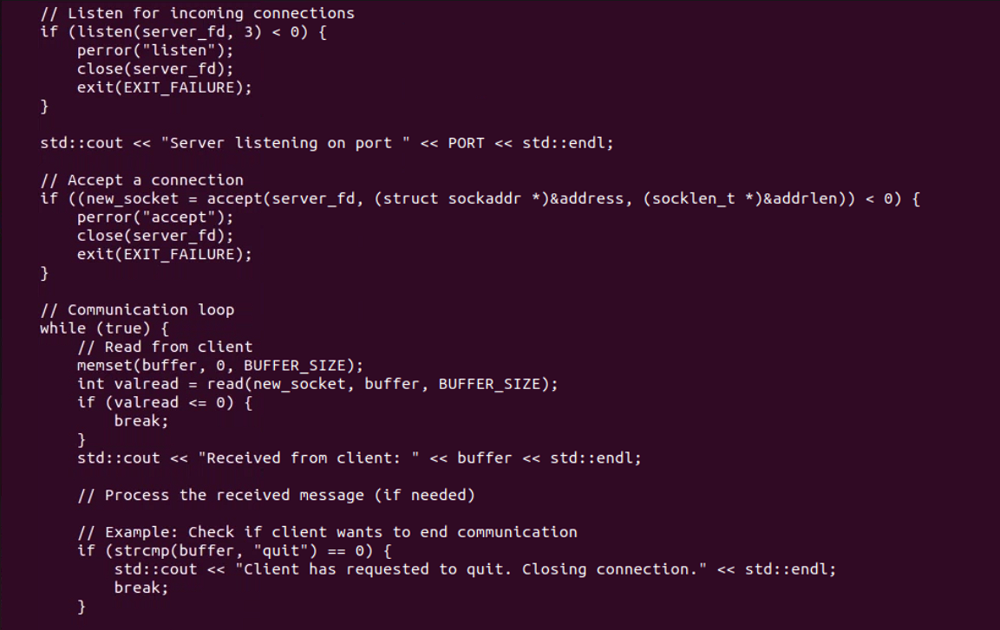 // Listen for incoming connections
if (listen(server_fd, 3) < 0) {
perror("listen");
close(server_fd);
exit(EXIT_FAILURE);
}
std::cout << "Server listening on port " << PORT << std::endl;
// Accept a connection
if ((new_socket = accept(server_fd, (struct sockaddr *)&address, (socklen_t *)&addrlen)) < 0) {
perror("accept");
close(server_fd);
exit(EXIT_FAILURE);
}
// Communication loop
while (true) {
// Read from client
memset(buffer, 0, BUFFER_SIZE);
int valread = read(new_socket, buffer, BUFFER_SIZE);
if (valread <= 0) {
break;
}
std::cout << "Received from client: " << buffer << std::endl;
// Process the received message (if needed)
// Example: Check if client wants to end communication
if (strcmp(buffer, "quit") == 0) {
std::cout << "Client has requested to quit. Closing connection." << std::endl;
break;
}